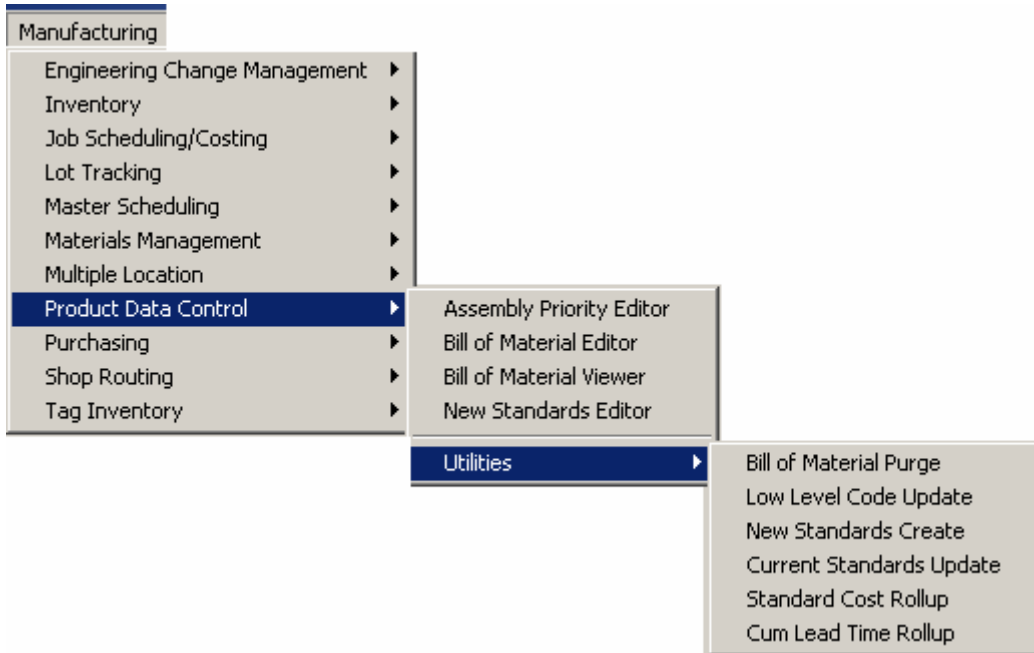 Manufacturing
Engineering Change Management
Inventory
Job Scheduling/Costing
Lot Tracking
Master Scheduling
Materials Management
Multiple Location
Product Data Control
Purchasing
Shop Routing
Tag Inventory
Assembly Priority Editor
Bill of Material Editor
Bill of Material Viewer
New Standards Editor
Utilities
Bill of Material Purge
Low Level Code Update
New Standards Create
Current Standards Update
Standard Cost Rollup
Cum Lead Time Rollup